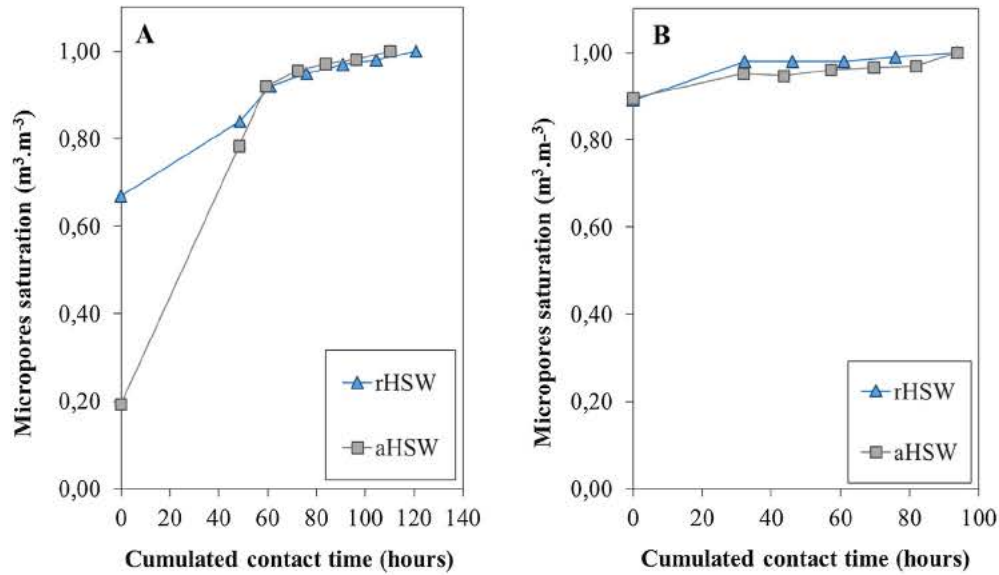 A
Micropores saturation (m³.m⁻³)
1,00
0,80
0,60
0,40
0,20
0,00
rHSW
aHSW
0 20 40 60 80 100 120 140
Cumulated contact time (hours)
B
Micropores saturation (m³.m⁻³)
1,00
0,80
0,60
0,40
0,20
0,00
rHSW
aHSW
0 20 40 60 80 100
Cumulated contact time (hours)